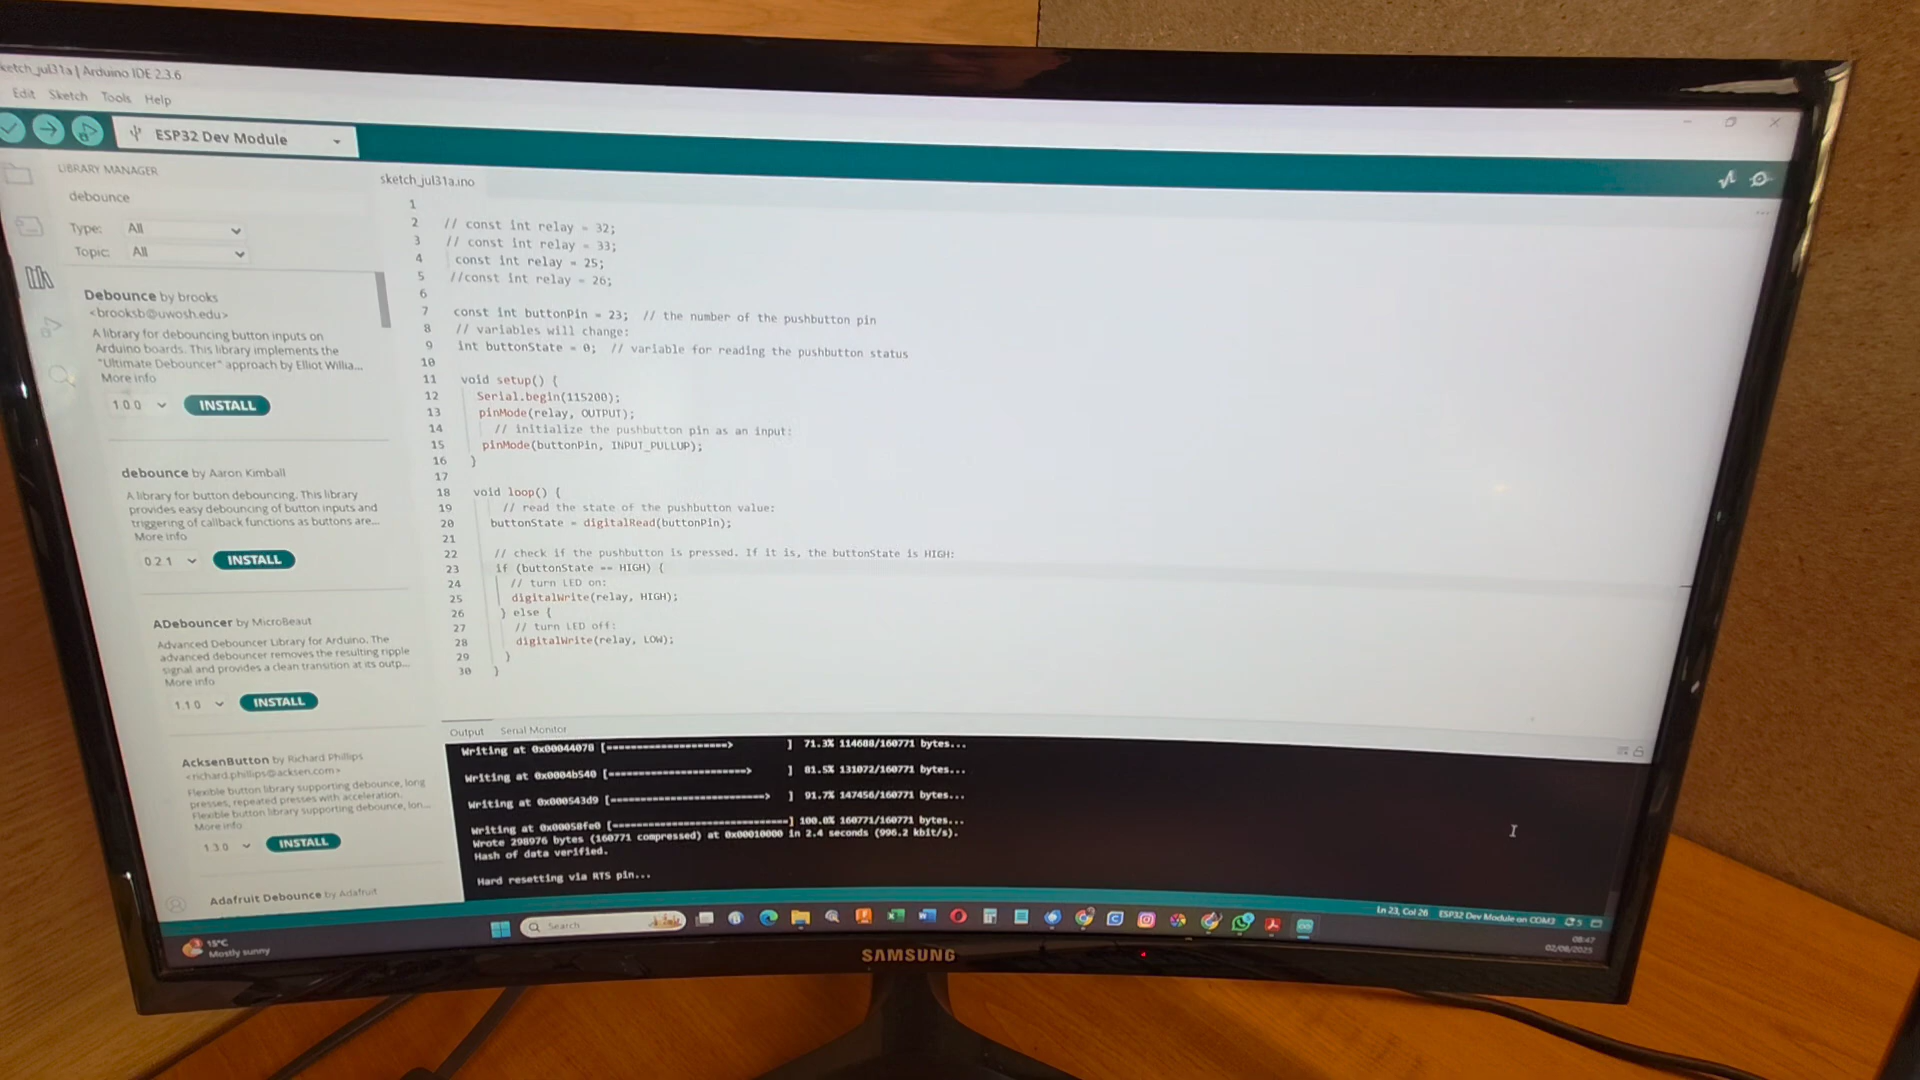 sketch_jul31a | Arduino IDE 2.3.6
Edit Sketch Tools Help
ESP32 Dev Module
LIBRARY MANAGER
debounce
Type: All
Topic: All
Debounce by brooks
<brooksb@uwosh.edu>
A library for debouncing button inputs on
Arduino boards. This library implements the
"Ultimate Debouncer" approach by Elliot Willia...
More info
1.0.0 INSTALL
debounce by Aaron Kimball
A library for button debouncing. This library
provides easy debouncing of button inputs and
triggering of callback functions as buttons are...
More info
0.2.1 INSTALL
ADebouncer by MicroBeaut
Advanced Debouncer Library for Arduino. The
advanced debouncer removes the resulting ripple
signal and provides a clean transition at its outp...
More info
1.1.0 INSTALL
AcksenButton by Richard Phillips
<richard.phillips@acksen.com>
Flexible button library supporting debounce, long
presses, repeated presses with acceleration.
Flexible button library supporting debounce, lon...
More info
1.3.0 INSTALL
Adafruit Debounce by Adafruit
sketch_jul31a.ino
1
2 // const int relay = 32;
3 // const int relay = 33;
4 const int relay = 25;
5 //const int relay = 26;
6
7 const int buttonPin = 23; // the number of the pushbutton pin
8 // variables will change:
9 int buttonState = 0; // variable for reading the pushbutton status
10
11 void setup() {
12 Serial.begin(115200);
13 pinMode(relay, OUTPUT);
14 // initialize the pushbutton pin as an input:
15 pinMode(buttonPin, INPUT_PULLUP);
16 }
17
18 void loop() {
19 // read the state of the pushbutton value:
20 buttonState = digitalRead(buttonPin);
21
22 // check if the pushbutton is pressed. If it is, the buttonState is HIGH:
23 if (buttonState == HIGH) {
24 // turn LED on:
25 digitalWrite(relay, HIGH);
26 } else {
27 // turn LED off:
28 digitalWrite(relay, LOW);
29 }
30 }
Output Serial Monitor
Writing at 0x00044078 [====================> ] 71.3% 114688/160771 bytes...
Writing at 0x0004b540 [=======================> ] 81.5% 131072/160771 bytes...
Writing at 0x000543d9 [==========================> ] 91.7% 147456/160771 bytes...
Writing at 0x00058fe0 [==============================] 100.0% 160771/160771 bytes...
Wrote 298976 bytes (160771 compressed) at 0x00010000 in 2.4 seconds (996.2 kbit/s).
Hash of data verified.
Hard resetting via RTS pin...
Ln 23, Col 26 ESP32 Dev Module on COM3 5
Search
15°C
Mostly sunny
08:47
02/08/2025
SAMSUNG